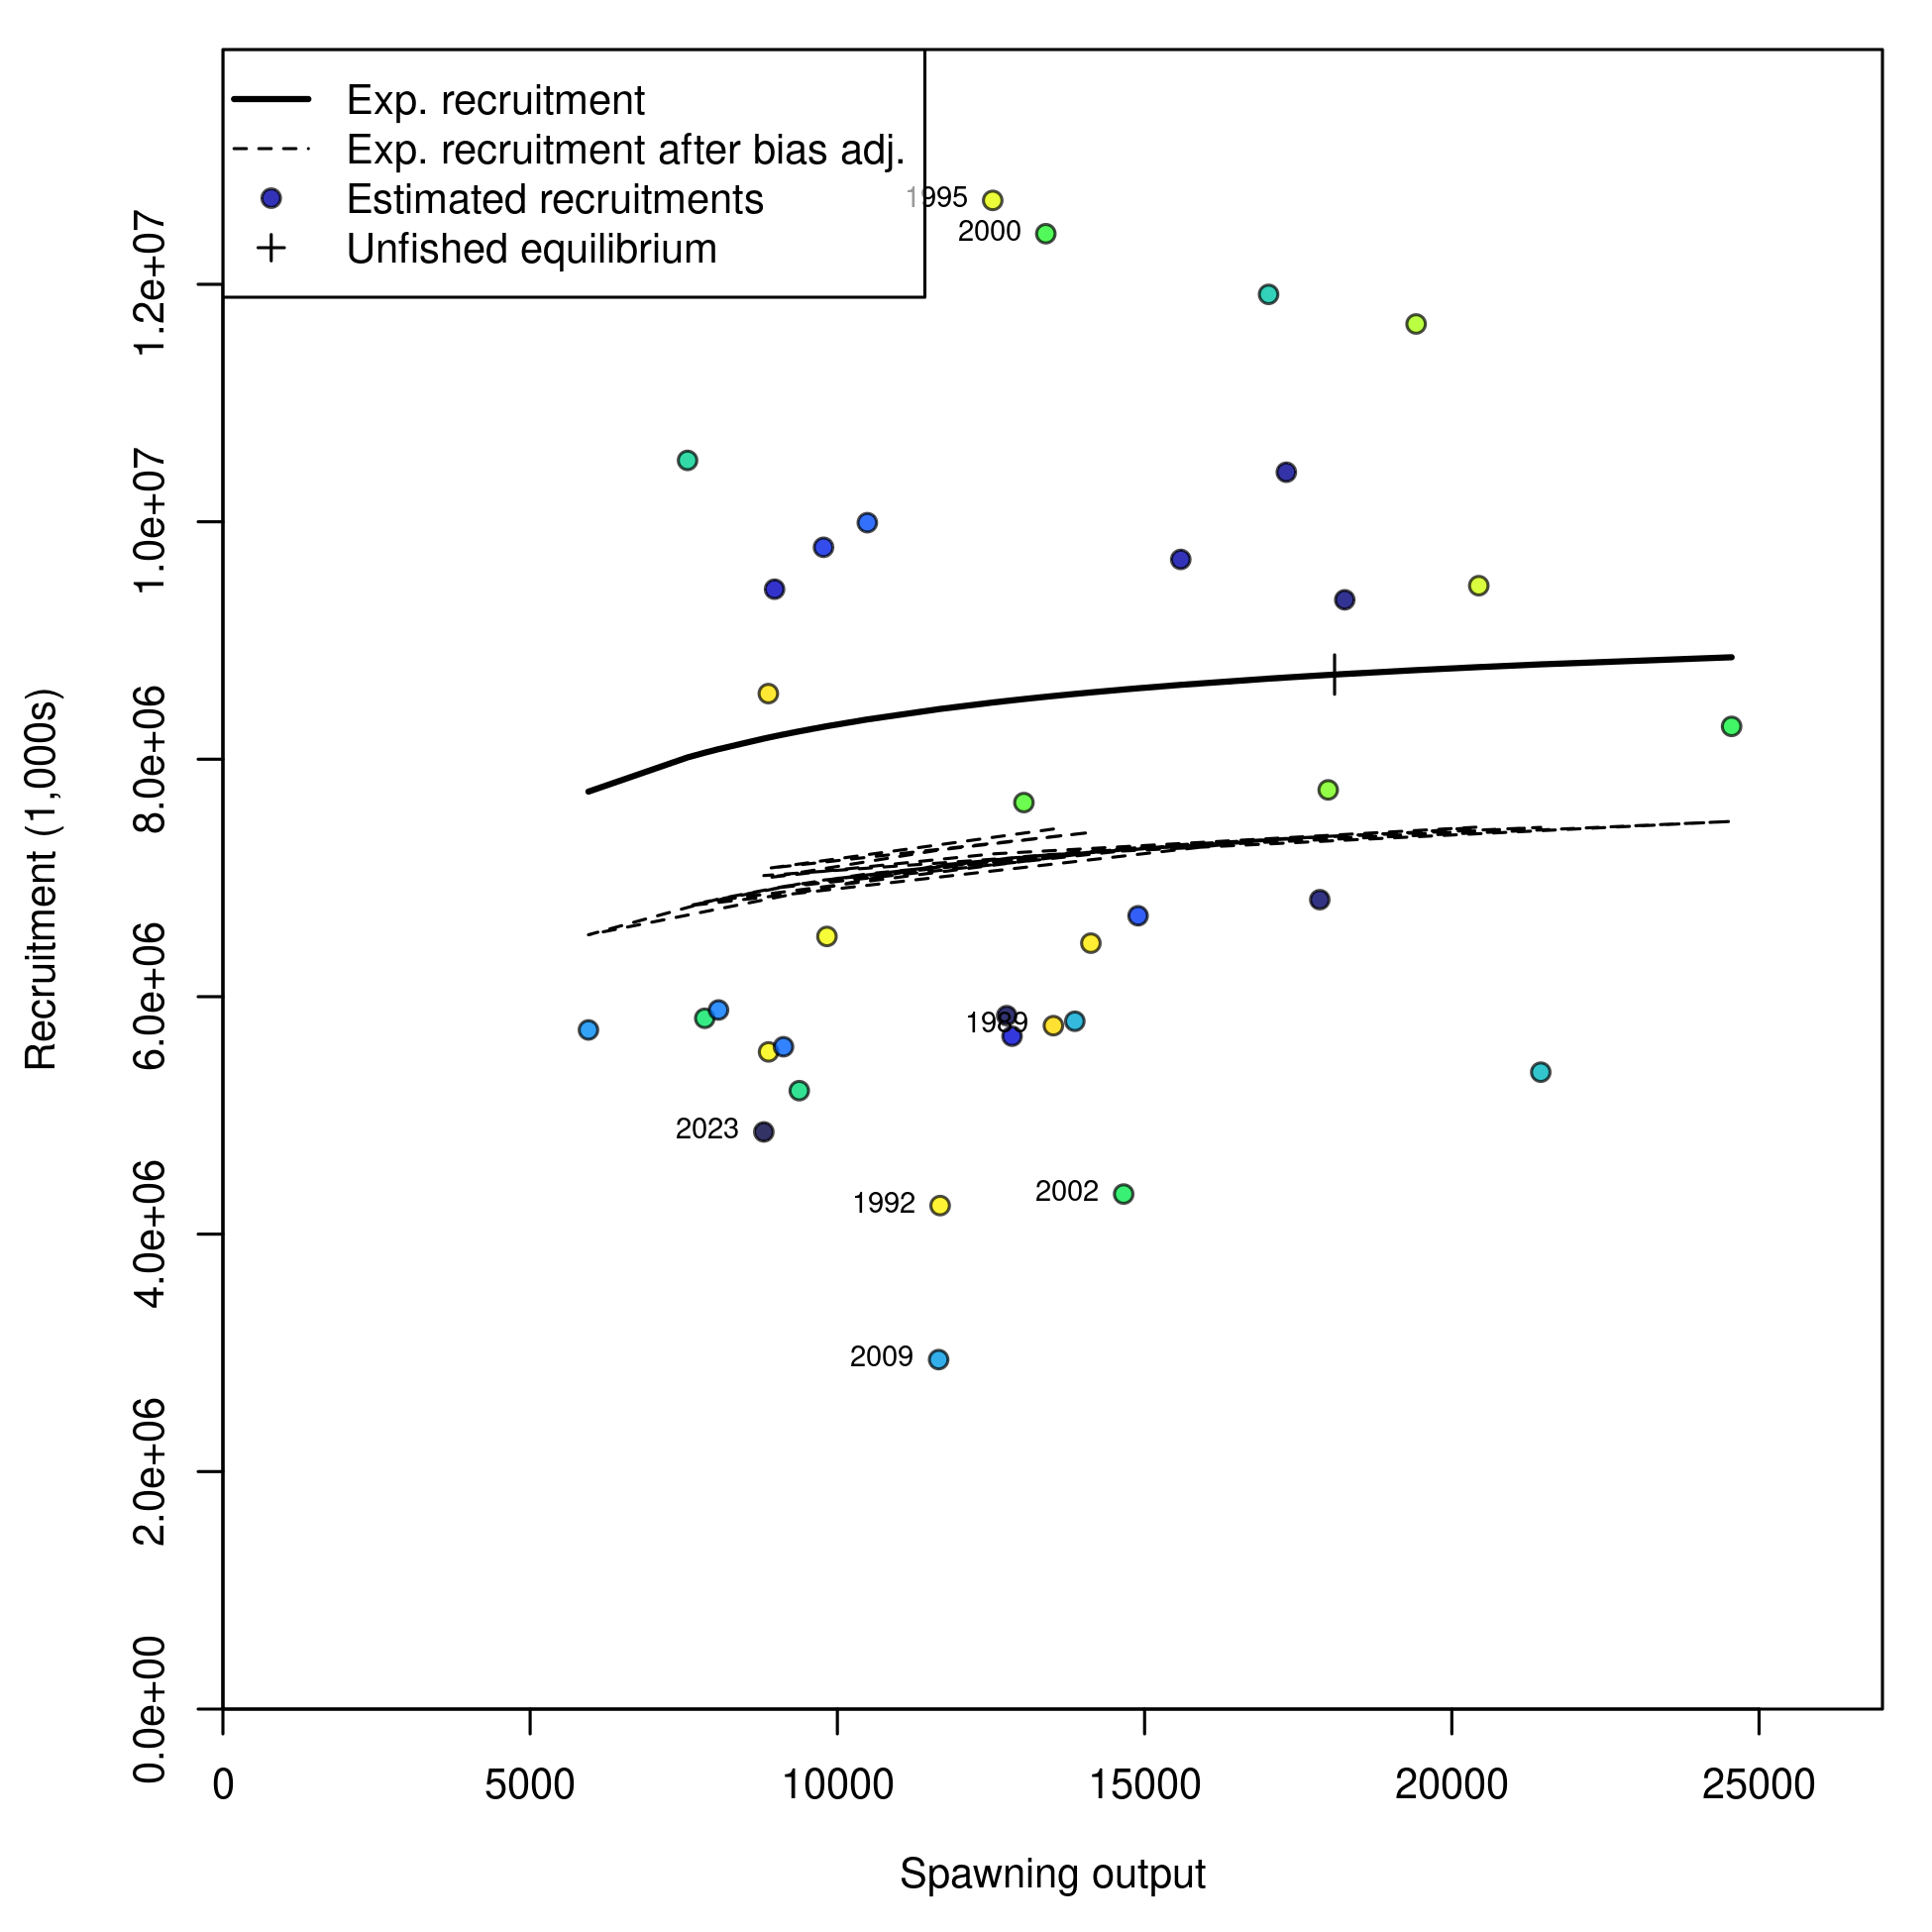 Exp. recruitment
Exp. recruitment after bias adj.
Estimated recruitments
Unfished equilibrium
1995
2000
1989
2023
2002
1992
2009
Recruitment (1,000s)
1.2e+07
1.0e+07
8.0e+06
6.0e+06
4.0e+06
2.0e+06
0.0e+00
0 5000 10000 15000 20000 25000
Spawning output